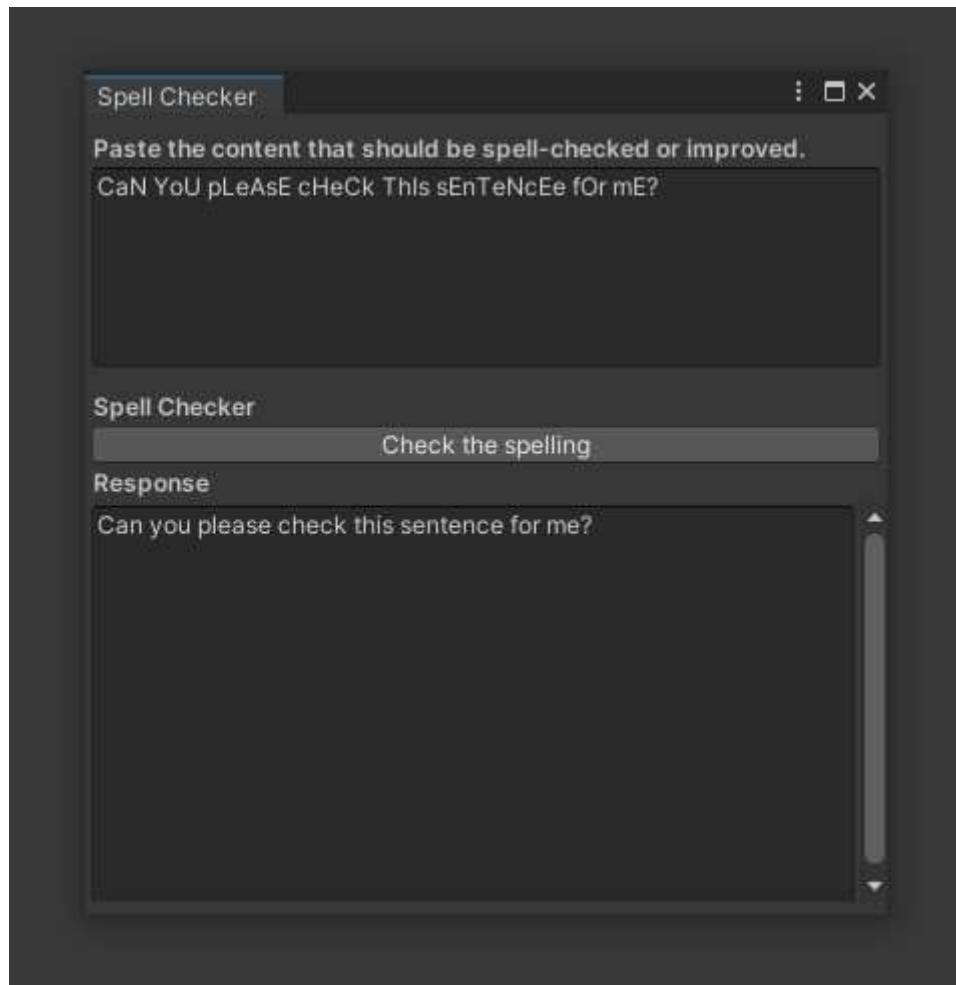 Spell Checker
Paste the content that should be spell-checked or improved.
CaN YoU pLeAsE cHeCk ThIs sEnTeNcEe fOr mE?
Spell Checker
Check the spelling
Response
Can you please check this sentence for me?